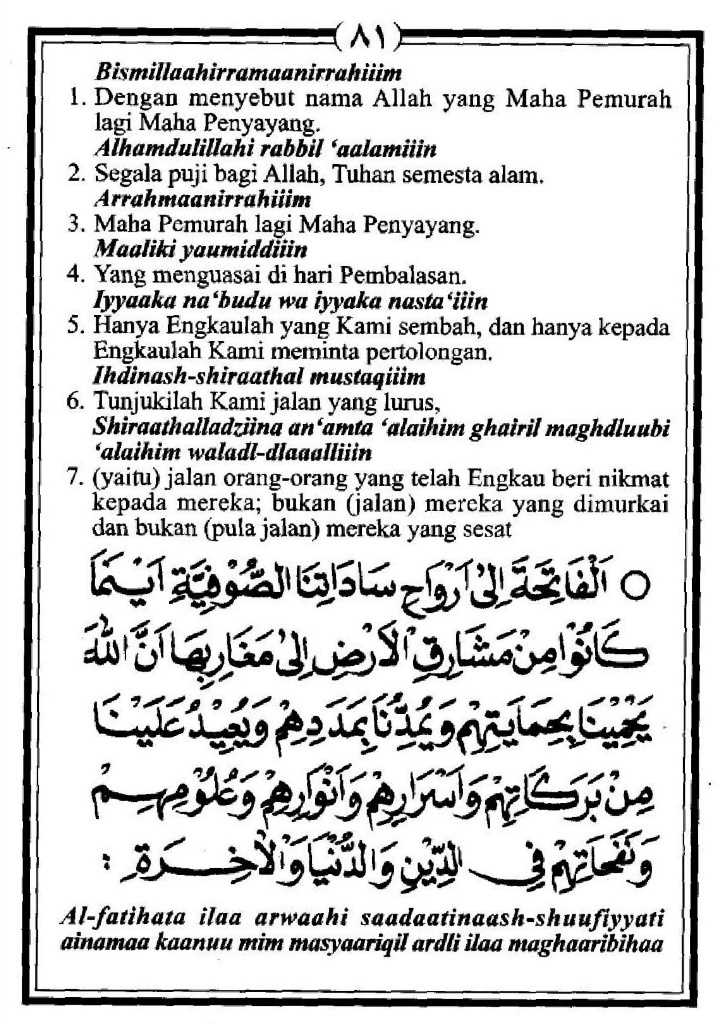 (٨١)
Bismillaahirramaanirrahiiim
1. Dengan menyebut nama Allah yang Maha Pemurah
lagi Maha Penyayang.
Alhamdulillahi rabbil ‘aalamiiin
2. Segala puji bagi Allah, Tuhan semesta alam.
Arrahmaanirrahiiim
3. Maha Pemurah lagi Maha Penyayang.
Maaliki yaumiddiiin
4. Yang menguasai di hari Pembalasan.
Iyyaaka na‘budu wa iyyaka nasta‘iiin
5. Hanya Engkaulah yang Kami sembah, dan hanya kepada
Engkaulah Kami meminta pertolongan.
Ihdinash-shiraathal mustaqiiim
6. Tunjukilah Kami jalan yang lurus,
Shiraathalladziina an‘amta ‘alaihim ghairil maghdluubi
‘alaihim waladl-dlaaalliiin
7. (yaitu) jalan orang-orang yang telah Engkau beri nikmat
kepada mereka; bukan (jalan) mereka yang dimurkai
dan bukan (pula jalan) mereka yang sesat
○ اَلْفَاتِحَةَ اِلٰى اَرْوَاحِ سَادَاتِنَا الصُّوْفِيَّةِ اَيْنَمَا
كَانُوْا مِنْ مَشَارِقِ الْاَرْضِ اِلٰى مَغَارِبِهَا اَنَّ اللّٰهَ
يَحْمِيْنَا بِحِمَايَتِهِمْ وَيُمِدُّنَا بِمَدَدِهِمْ وَيُعِيْدُ عَلَيْنَا
مِنْ بَرَكَاتِهِمْ وَاَسْرَارِهِمْ وَاَنْوَارِهِمْ وَعُلُوْمِهِمْ
وَنَفَحَاتِهِمْ فِى الدِّيْنِ وَالدُّنْيَا وَالْاٰخِرَةِ :
Al-fatihata ilaa arwaahi saadaatinaash-shuufiyyati
ainamaa kaanuu mim masyaariqil ardli ilaa maghaaribihaa